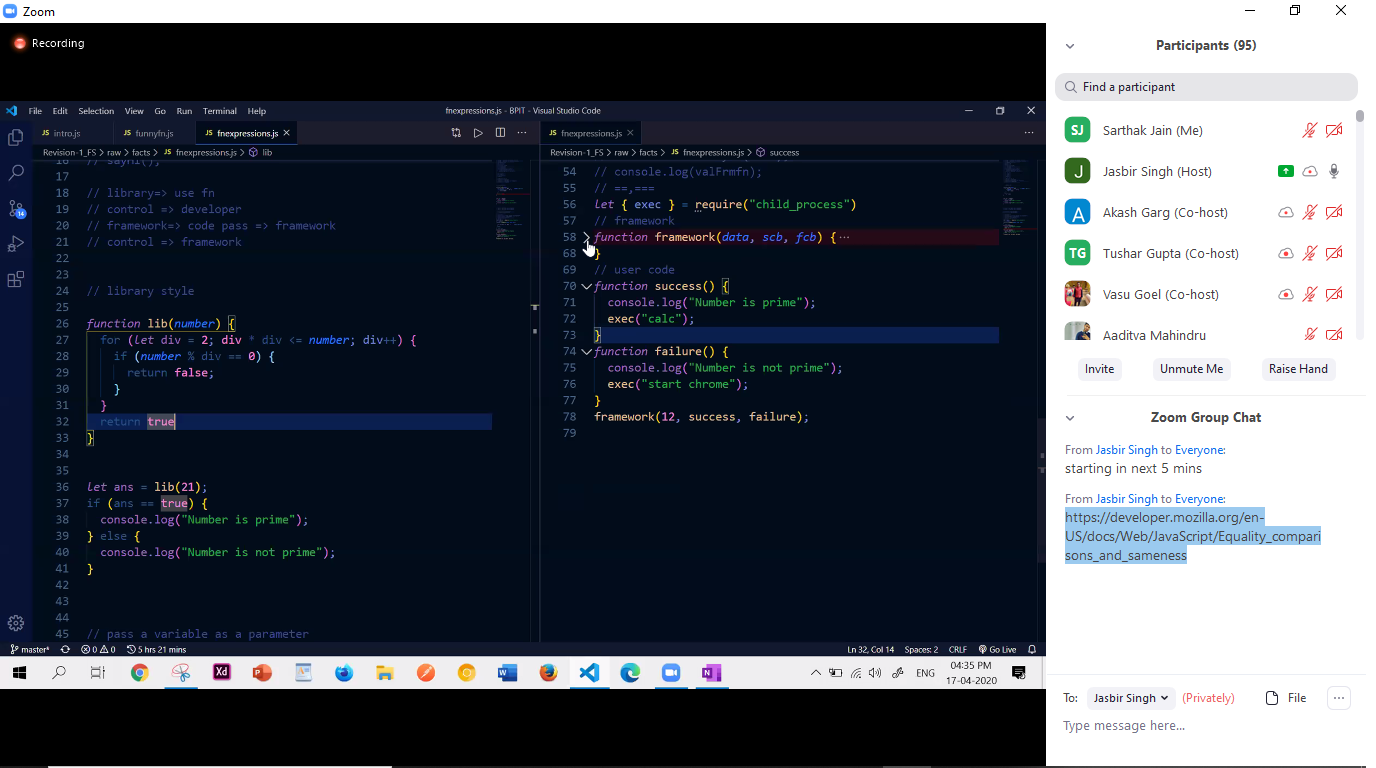 Zoom
Recording
File Edit Selection View Go Run Terminal Help
fnexpressions.js - BPIT - Visual Studio Code
JS intro.js
JS funnyfn.js
JS fnexpressions.js
Revision-1_FS > raw > facts > JS fnexpressions.js > lib
16 // sayhi();
17
18 // library=> use fn
19 // control => developer
20 // framework=> code pass => framework
21 // control => framework
22
23
24 // library style
25
26 function lib(number) {
27 for (let div = 2; div * div <= number; div++) {
28 if (number % div == 0) {
29 return false;
30 }
31 }
32 return true
33 }
34
35
36 let ans = lib(21);
37 if (ans == true) {
38 console.log("Number is prime");
39 } else {
40 console.log("Number is not prime");
41 }
42
43
44
45 // pass a variable as a parameter
JS fnexpressions.js
Revision-1_FS > raw > facts > JS fnexpressions.js > success
54 // console.log(valFrmfn);
55 // ==,===
56 let { exec } = require("child_process")
57 // framework
58 function framework(data, scb, fcb) { ···
68 }
69 // user code
70 function success() {
71 console.log("Number is prime");
72 exec("calc");
73 }
74 function failure() {
75 console.log("Number is not prime");
76 exec("start chrome");
77 }
78 framework(12, success, failure);
79
14
master* 0 0 5 hrs 21 mins
Ln 32, Col 14 Spaces: 2 CRLF Go Live
Xd
ENG
04:35 PM
17-04-2020
Participants (95)
Find a participant
SJ Sarthak Jain (Me)
J Jasbir Singh (Host)
A Akash Garg (Co-host)
TG Tushar Gupta (Co-host)
Vasu Goel (Co-host)
Aaditva Mahindru
Invite
Unmute Me
Raise Hand
Zoom Group Chat
From Jasbir Singh to Everyone:
starting in next 5 mins
From Jasbir Singh to Everyone:
https://developer.mozilla.org/en-
US/docs/Web/JavaScript/Equality_compari
sons_and_sameness
To: Jasbir Singh (Privately) File
Type message here...